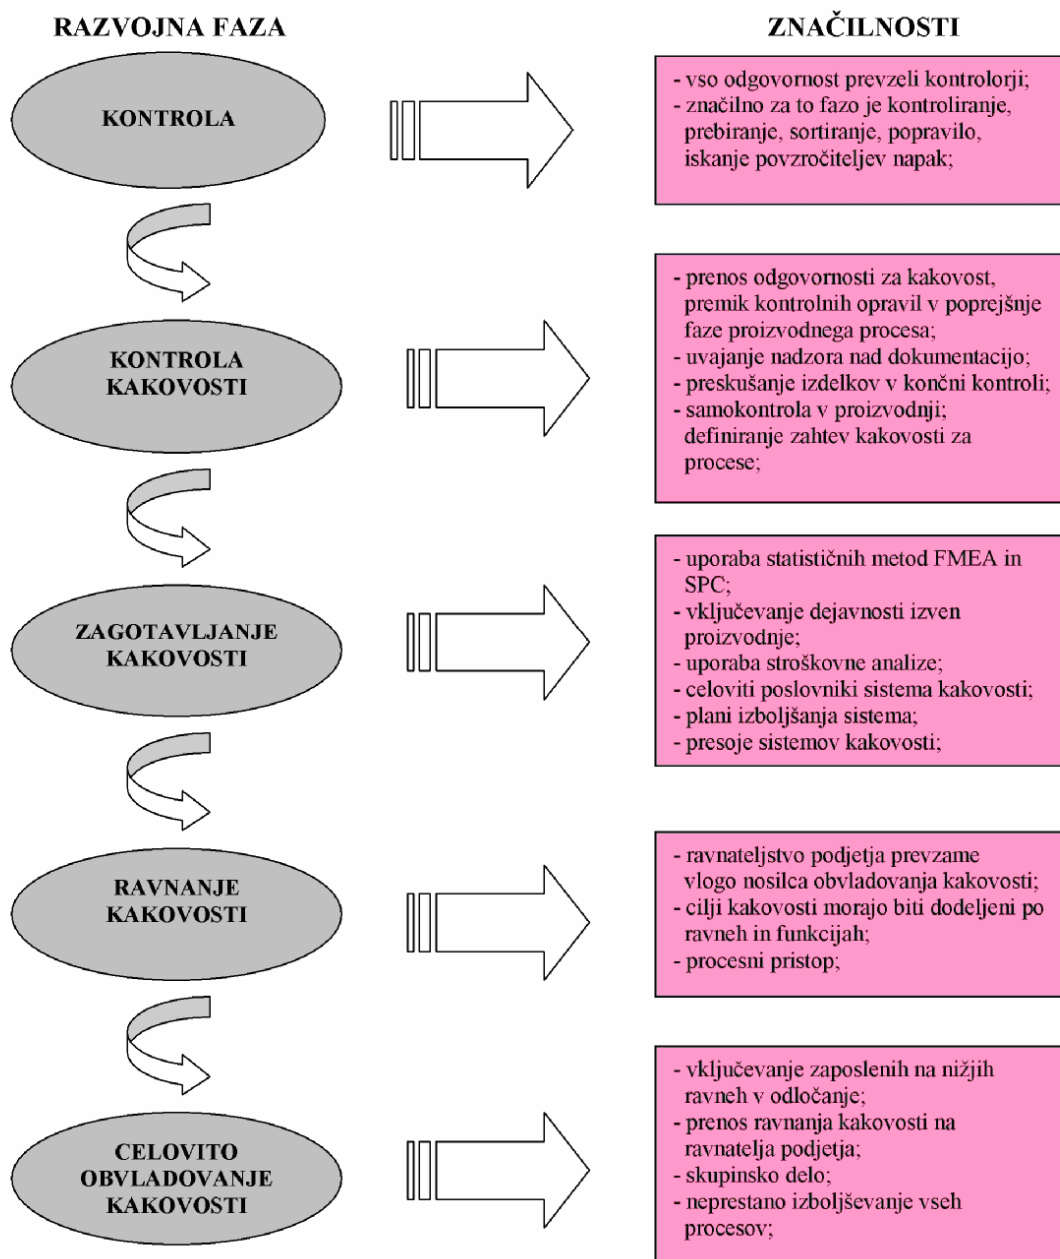 RAZVOJNA FAZA
ZNAČILNOSTI
KONTROLA
- vso odgovornost prevzeli kontrolorji;
- značilno za to fazo je kontroliranje,
prebiranje, sortiranje, popravilo,
iskanje povzročiteljev napak;
KONTROLA
KAKOVOSTI
- prenos odgovornosti za kakovost,
premik kontrolnih opravil v poprejšnje
faze proizvodnega procesa;
- uvajanje nadzora nad dokumentacijo;
- preskušanje izdelkov v končni kontroli;
- samokontrola v proizvodnji;
definiranje zahtev kakovosti za
procese;
ZAGOTAVLJANJE
KAKOVOSTI
- uporaba statističnih metod FMEA in
SPC;
- vključevanje dejavnosti izven
proizvodnje;
- uporaba stroškovne analize;
- celoviti poslovniki sistema kakovosti;
- plani izboljšanja sistema;
- presoje sistemov kakovosti;
RAVNANJE
KAKOVOSTI
- ravnateljstvo podjetja prevzame
vlogo nosilca obvladovanja kakovosti;
- cilji kakovosti morajo biti dodeljeni po
ravneh in funkcijah;
- procesni pristop;
CELOVITO
OBVLADOVANJE
KAKOVOSTI
- vključevanje zaposlenih na nižjih
ravneh v odločanje;
- prenos ravnanja kakovosti na
ravnatelja podjetja;
- skupinsko delo;
- neprestano izboljševanje vseh
procesov;